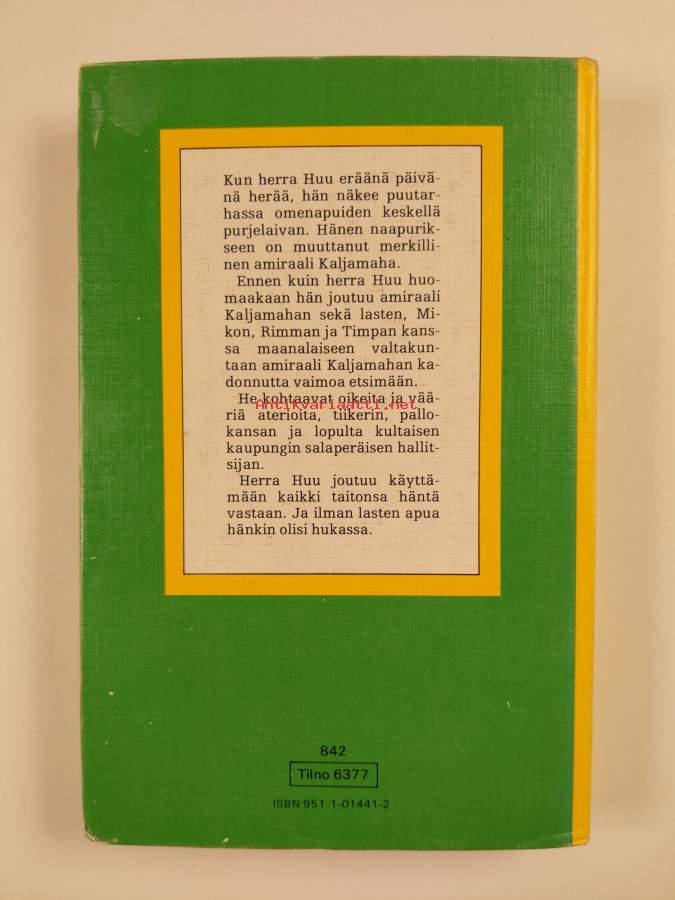 Kun herra Huu eräänä päivä-
nä herää, hän näkee puutar-
hassa omenapuiden keskellä
purjelaivan. Hänen naapurik-
seen on muuttanut merkilli-
nen amiraali Kaljamaha.
Ennen kuin herra Huu huo-
maakaan hän joutuu amiraali
Kaljamahan sekä lasten, Mi-
kon, Rimman ja Timpan kans-
sa maanalaiseen valtakun-
taan amiraali Kaljamahan ka-
donnutta vaimoa etsimään.
He kohtaavat oikeita ja vää-
Antikvariaatti.net
riä aterioita, tiikerin, pallo-
kansan ja lopulta kultaisen
kaupungin salaperäisen hallit-
sijan.
Herra Huu joutuu käyttä-
mään kaikki taitonsa häntä
vastaan. Ja ilman lasten apua
hänkin olisi hukassa.
842
Tilno 6377
ISBN 951-1-01441-2